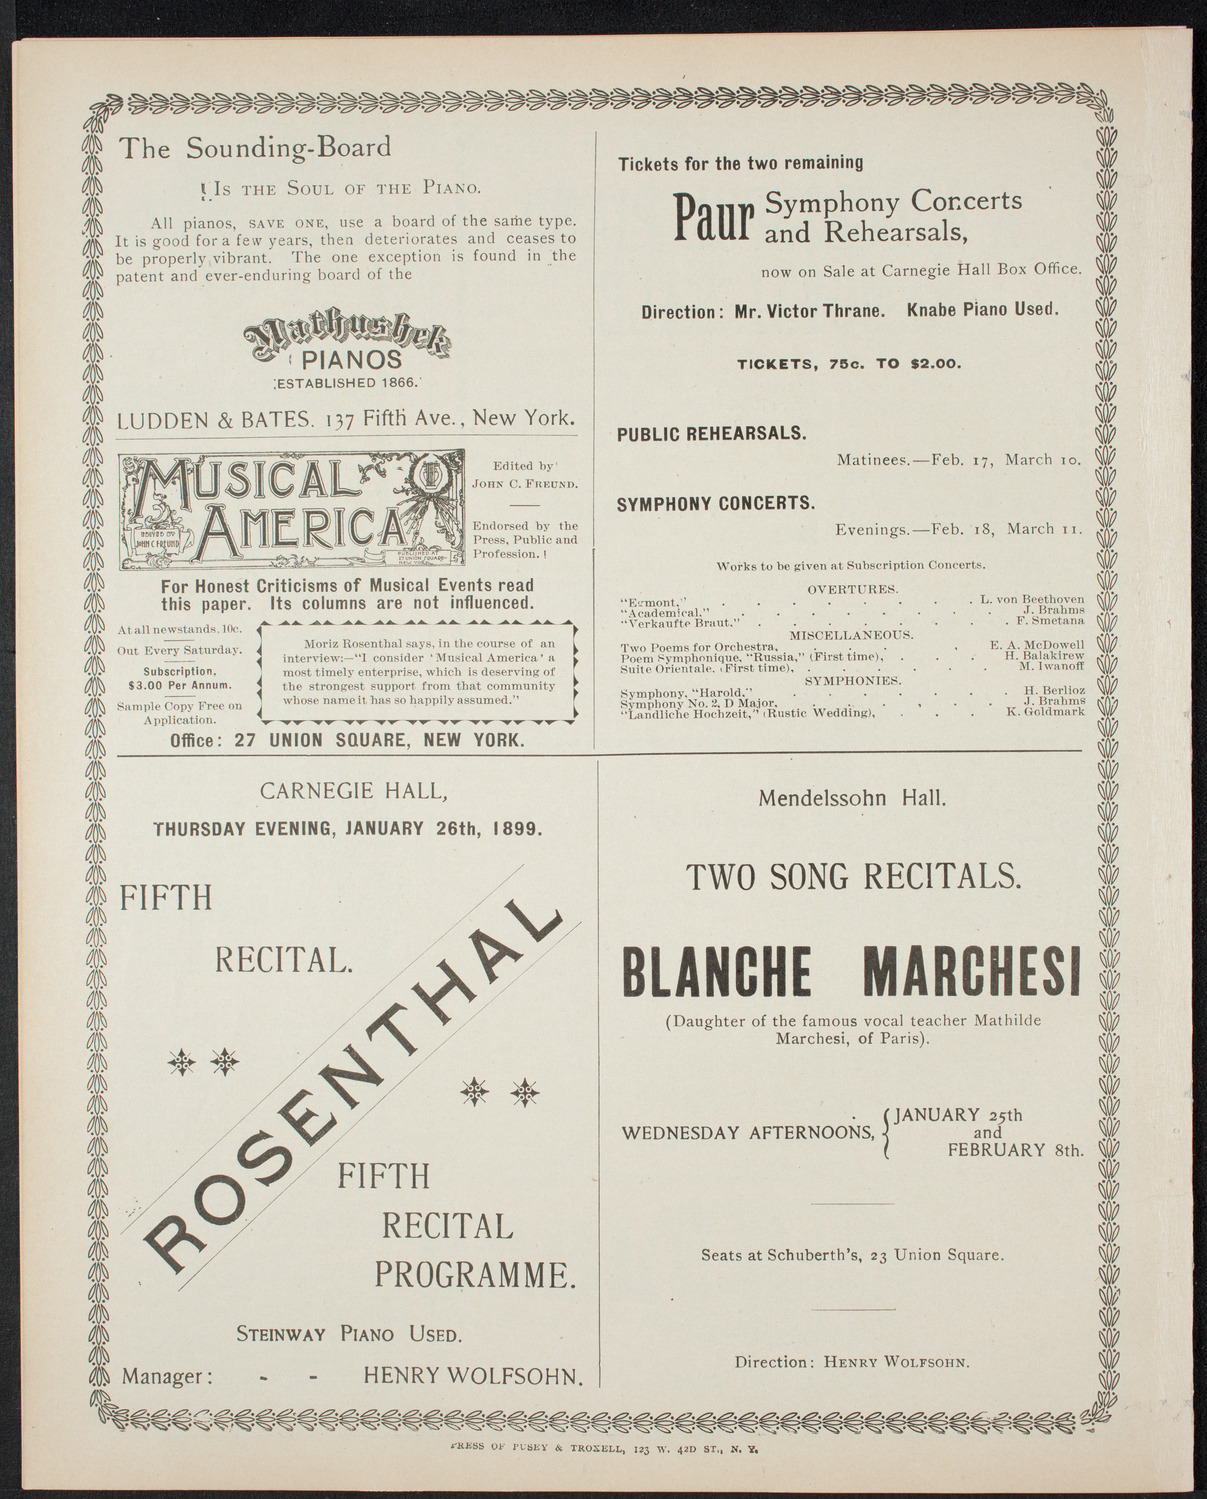 The Sounding-Board
Is the Soul of the Piano.
All pianos, save one, use a board of the same type.
It is good for a few years, then deteriorates and ceases to
be properly vibrant. The one exception is found in the
patent and ever-enduring board of the
Mathushek
PIANOS
ESTABLISHED 1866.
LUDDEN & BATES. 137 Fifth Ave., New York.
MUSICAL
AMERICA
EDITED BY
JOHN C FREUND
PUBLISHED AT
27 UNION SQUARE
NEW YORK
Edited by
John C. Freund.
Endorsed by the
Press, Public and
Profession. !
For Honest Criticisms of Musical Events read
this paper. Its columns are not influenced.
At all newstands, 10c.
Out Every Saturday.
Subscription,
$3.00 Per Annum.
Sample Copy Free on
Application.
Moriz Rosenthal says, in the course of an
interview:—"I consider 'Musical America' a
most timely enterprise, which is deserving of
the strongest support from that community
whose name it has so happily assumed."
Office: 27 UNION SQUARE, NEW YORK.
Tickets for the two remaining
Paur Symphony Concerts
and Rehearsals,
now on Sale at Carnegie Hall Box Office.
Direction: Mr. Victor Thrane. Knabe Piano Used.
TICKETS, 75c. TO $2.00.
PUBLIC REHEARSALS.
Matinees.—Feb. 17, March 10.
SYMPHONY CONCERTS.
Evenings.—Feb. 18, March 11.
Works to be given at Subscription Concerts.
OVERTURES.
"Egmont," . . . . . . . . L. von Beethoven
"Academical," . . . . . . . . J. Brahms
"Verkaufte Braut," . . . . . . . . F. Smetana
MISCELLANEOUS.
Two Poems for Orchestra, . . . . E. A. McDowell
Poem Symphonique, "Russia," (First time), . . . H. Balakirew
Suite Orientale, (First time), . . . . . M. Iwanoff
SYMPHONIES.
Symphony, "Harold," . . . . . . . H. Berlioz
Symphony No. 2, D Major, . . . . . . J. Brahms
"Landliche Hochzeit," (Rustic Wedding), . . . K. Goldmark
CARNEGIE HALL,
THURSDAY EVENING, JANUARY 26th, 1899.
FIFTH
RECITAL.
ROSENTHAL
FIFTH
RECITAL
PROGRAMME.
Steinway Piano Used.
Manager: - - HENRY WOLFSOHN.
Mendelssohn Hall.
TWO SONG RECITALS.
BLANCHE MARCHESI
(Daughter of the famous vocal teacher Mathilde
Marchesi, of Paris).
WEDNESDAY AFTERNOONS, { JANUARY 25th
and
FEBRUARY 8th.
Seats at Schuberth's, 23 Union Square.
Direction: Henry Wolfsohn.
PRESS OF PUSEY & TROXELL, 123 W. 42D ST., N. Y.